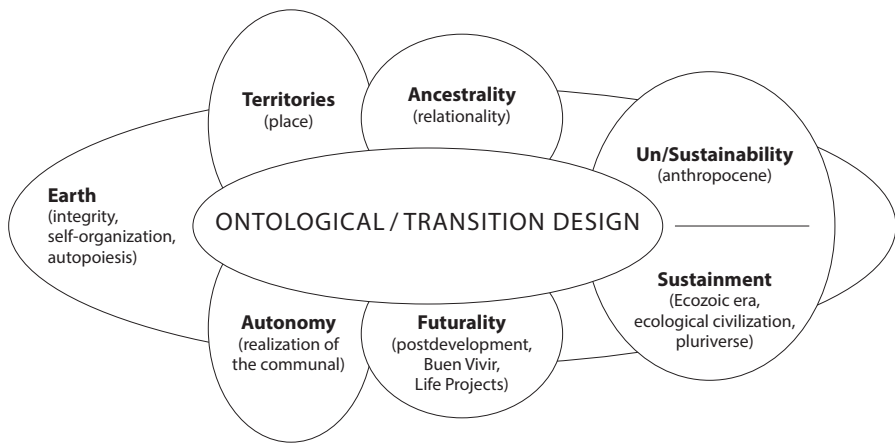 Territories
(place)
Ancestrality
(relationality)
Un/Sustainability
(anthropocene)
Earth
(integrity,
self-organization,
autopoiesis)
ONTOLOGICAL / TRANSITION DESIGN
Autonomy
(realization of
the communal)
Futurality
(postdevelopment,
Buen Vivir,
Life Projects)
Sustainment
(Ecozoic era,
ecological civilization,
pluriverse)